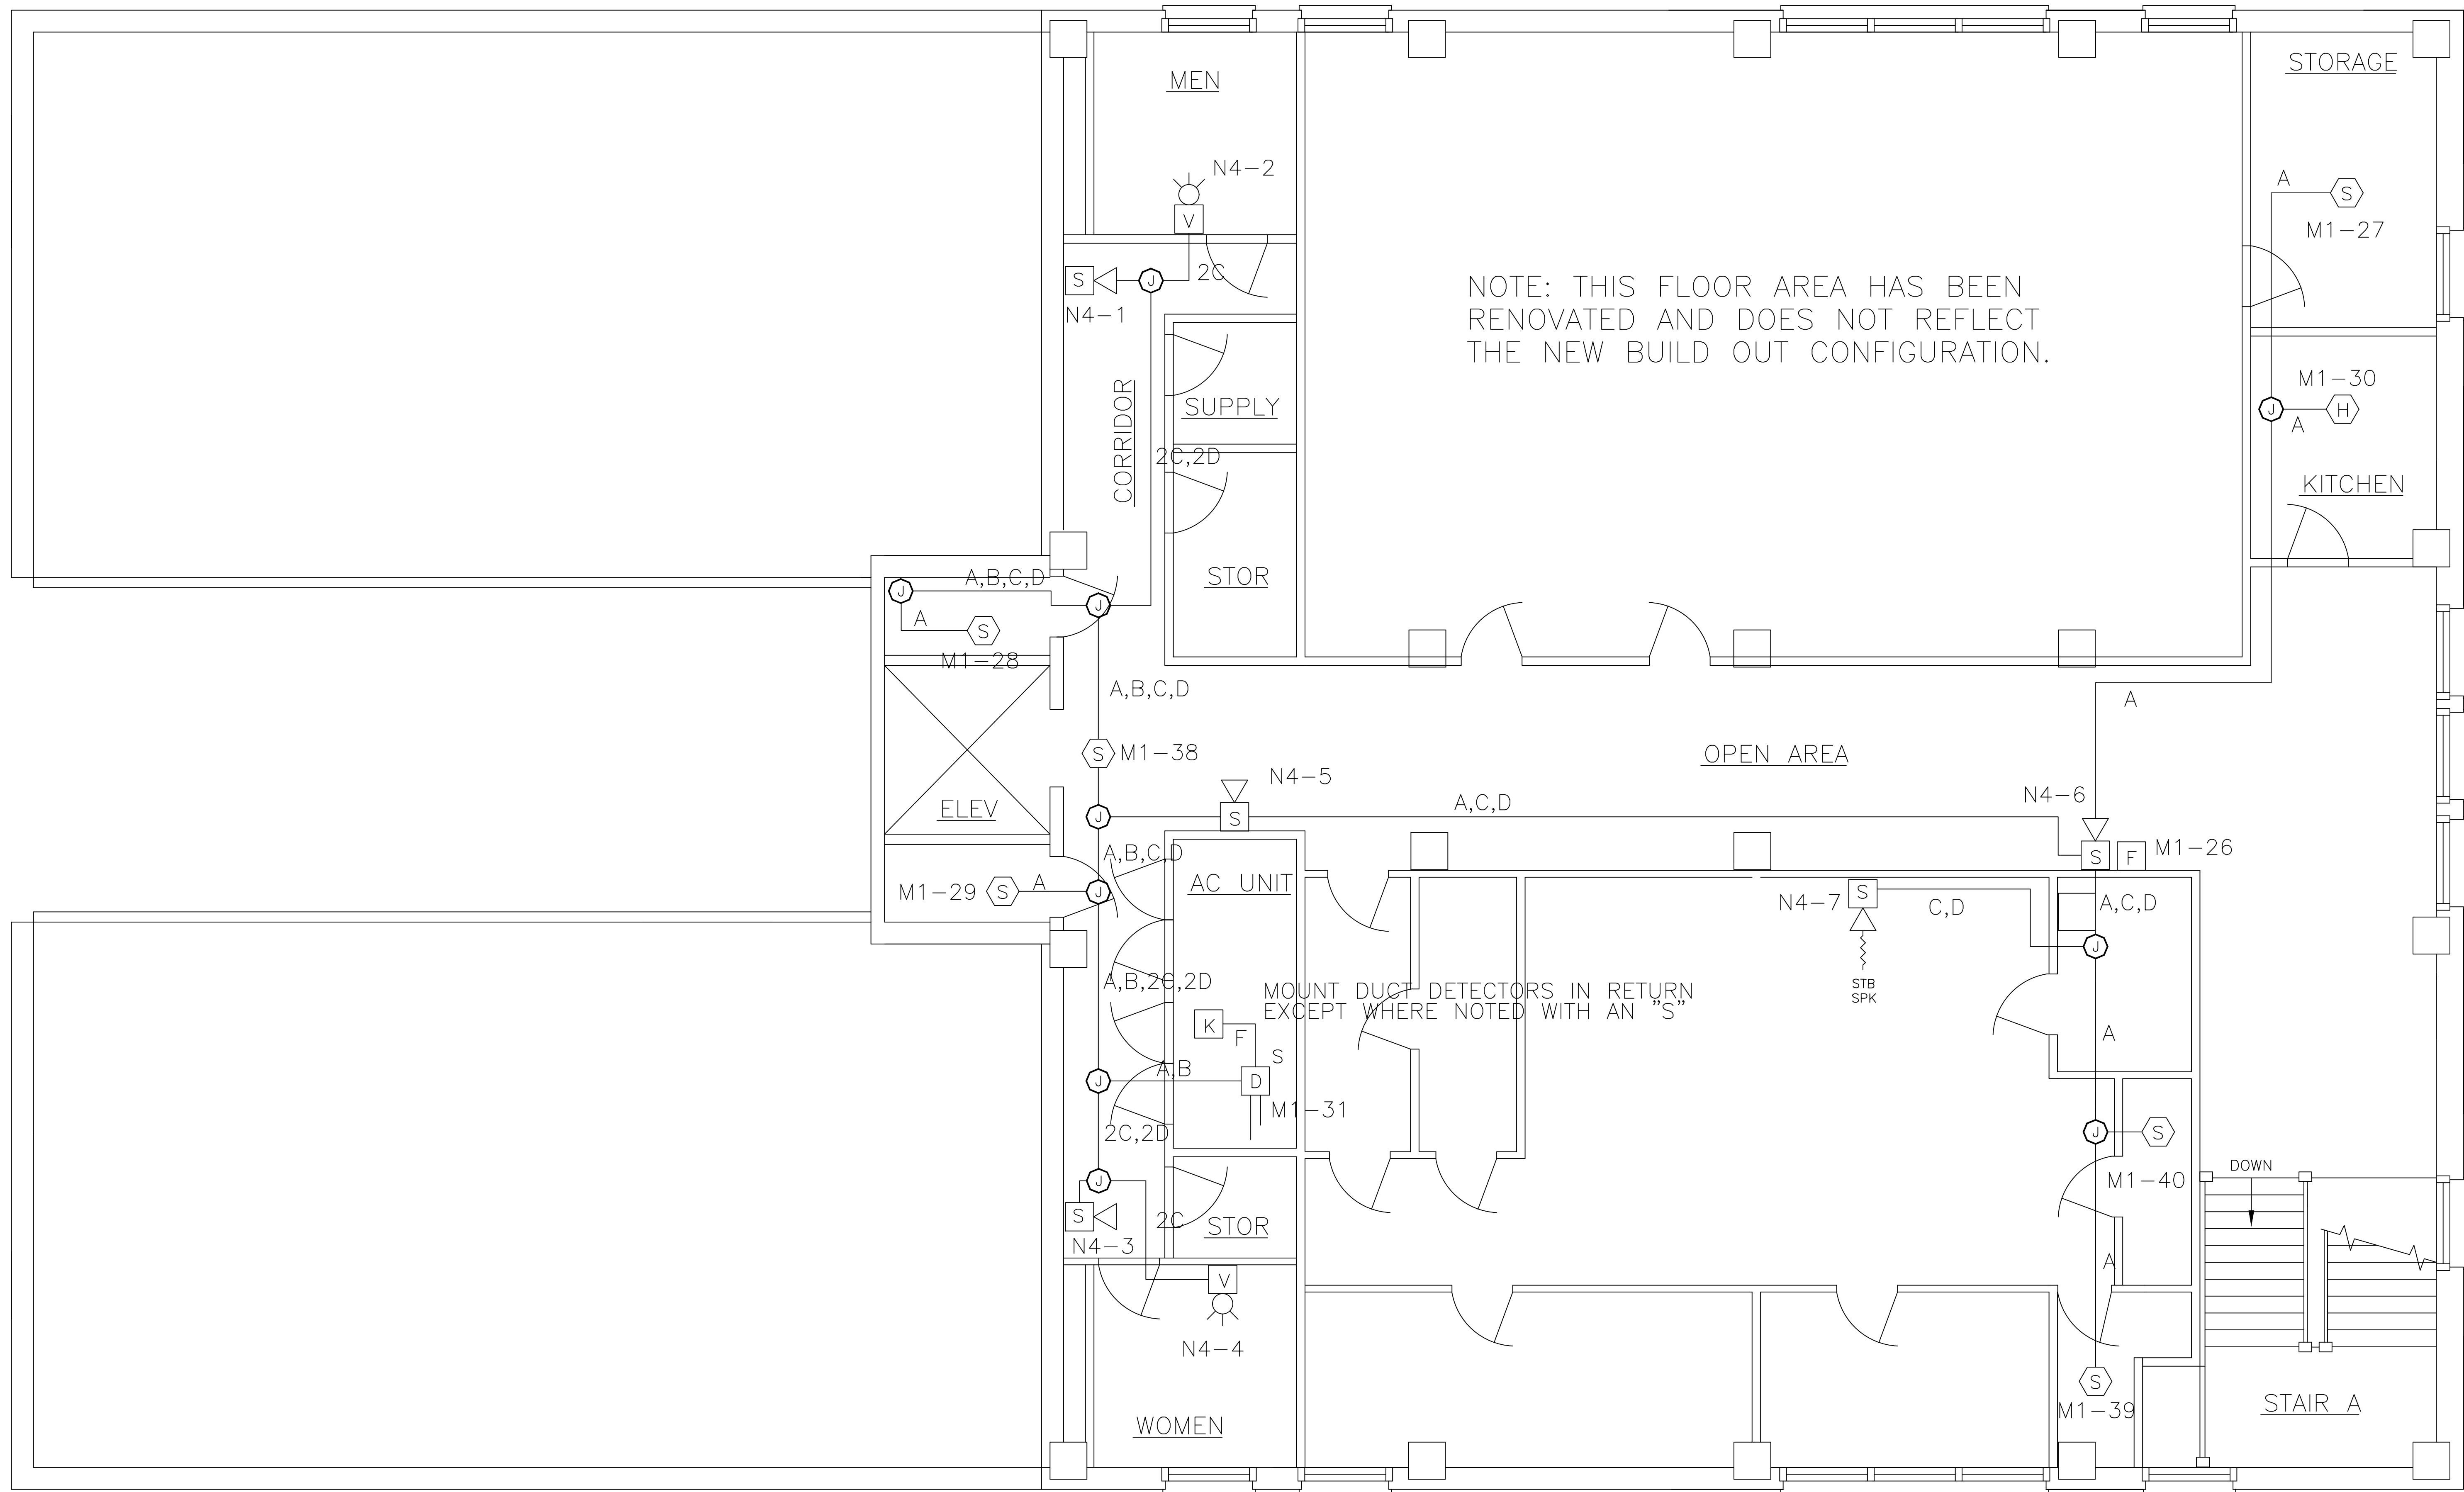 MEN
STORAGE
N4-2
V
2C
S
J
N4-1
A
S
M1-27
NOTE: THIS FLOOR AREA HAS BEEN
RENOVATED AND DOES NOT REFLECT
THE NEW BUILD OUT CONFIGURATION.
CORRIDOR
SUPPLY
2C,2D
STOR
M1-30
J
H
A
KITCHEN
J
A,B,C,D
J
A
S
M1-28
A,B,C,D
A
S
M1-38
OPEN AREA
ELEV
N4-5
S
J
A,C,D
N4-6
S
F
M1-26
A,B,C,D
AC UNIT
M1-29
S
A
J
N4-7
S
C,D
A,C,D
J
STB
SPK
A,B,2C,2D
MOUNT DUCT DETECTORS IN RETURN
EXCEPT WHERE NOTED WITH AN "S"
K
F
S
A
J
A,B
D
M1-31
2C,2D
J
S
M1-40
DOWN
J
S
N4-3
2C
STOR
V
N4-4
A
WOMEN
S
M1-39
STAIR A